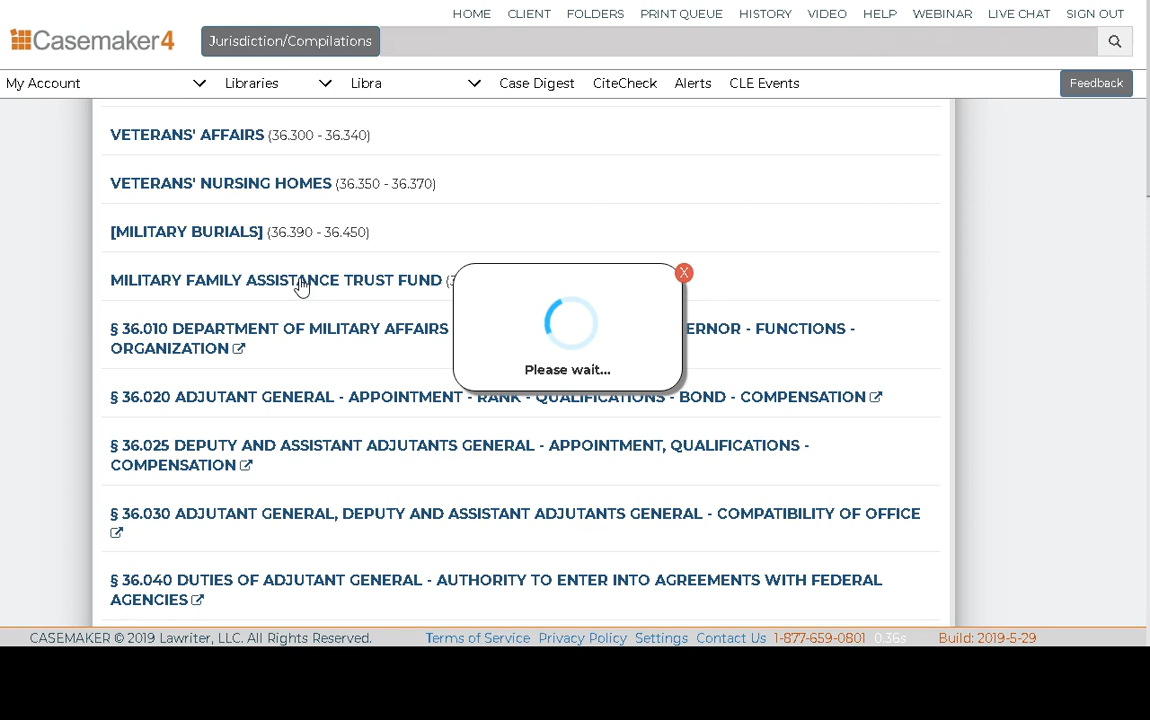 HOME CLIENT FOLDERS PRINT QUEUE HISTORY VIDEO HELP WEBINAR LIVE CHAT SIGN OUT
Casemaker4 Jurisdiction/Compilations
My Account Libraries Libra Case Digest CiteCheck Alerts CLE Events Feedback
VETERANS' AFFAIRS (36.300 - 36.340)
VETERANS' NURSING HOMES (36.350 - 36.370)
[MILITARY BURIALS] (36.390 - 36.450)
MILITARY FAMILY ASSISTANCE TRUST FUND
X
Please wait...
§ 36.010 DEPARTMENT OF MILITARY AFFAIRS ERNOR - FUNCTIONS -
ORGANIZATION
§ 36.020 ADJUTANT GENERAL - APPOINTMENT - RANK - QUALIFICATIONS - BOND - COMPENSATION
§ 36.025 DEPUTY AND ASSISTANT ADJUTANTS GENERAL - APPOINTMENT, QUALIFICATIONS -
COMPENSATION
§ 36.030 ADJUTANT GENERAL, DEPUTY AND ASSISTANT ADJUTANTS GENERAL - COMPATIBILITY OF OFFICE
§ 36.040 DUTIES OF ADJUTANT GENERAL - AUTHORITY TO ENTER INTO AGREEMENTS WITH FEDERAL
AGENCIES
CASEMAKER © 2019 Lawriter, LLC. All Rights Reserved. Terms of Service Privacy Policy Settings Contact Us 1-877-659-0801 0.36s Build: 2019-5-29